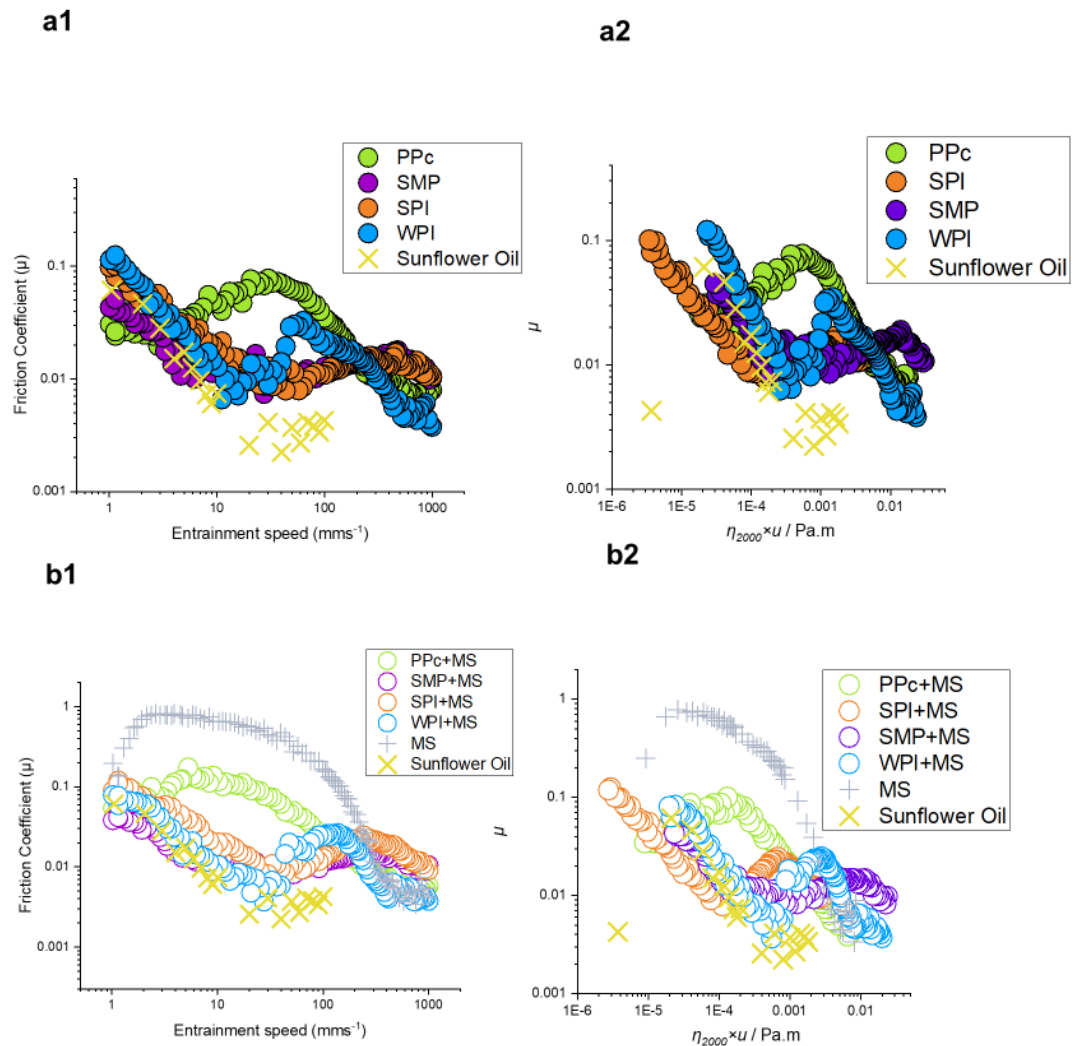 a1
a2
PPc
SMP
SPI
WPI
Sunflower Oil
PPc
SPI
SMP
WPI
Sunflower Oil
Friction Coefficient (μ)
0.1
0.01
0.001
1
10
100
1000
Entrainment speed (mms⁻¹)
μ
0.1
0.01
0.001
1E-6
1E-5
1E-4
0.001
0.01
η₂₀₀₀×u / Pa.m
b1
b2
PPc+MS
SMP+MS
SPI+MS
WPI+MS
MS
Sunflower Oil
PPc+MS
SPI+MS
SMP+MS
WPI+MS
MS
Sunflower Oil
Friction Coefficient (μ)
1
0.1
0.01
0.001
1
10
100
1000
Entrainment speed (mms⁻¹)
μ
1
0.1
0.01
0.001
1E-6
1E-5
1E-4
0.001
0.01
η₂₀₀₀×u / Pa.m